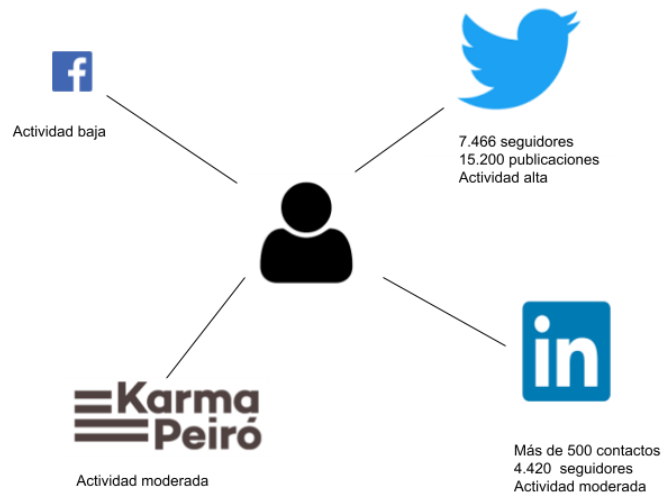 Actividad baja
7.466 seguidores
15.200 publicaciones
Actividad alta
Karma
Peiró
Actividad moderada
in
Más de 500 contactos
4.420 seguidores
Actividad moderada